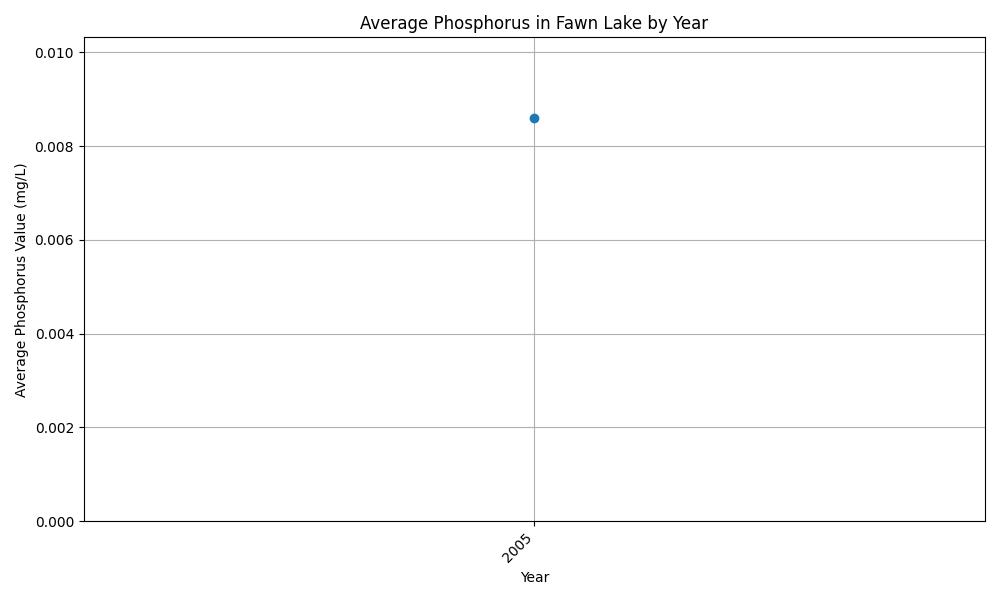 Average Phosphorus in Fawn Lake by Year
Average Phosphorus Value (mg/L)
0.010
0.008
0.006
0.004
0.002
0.000
2005
Year